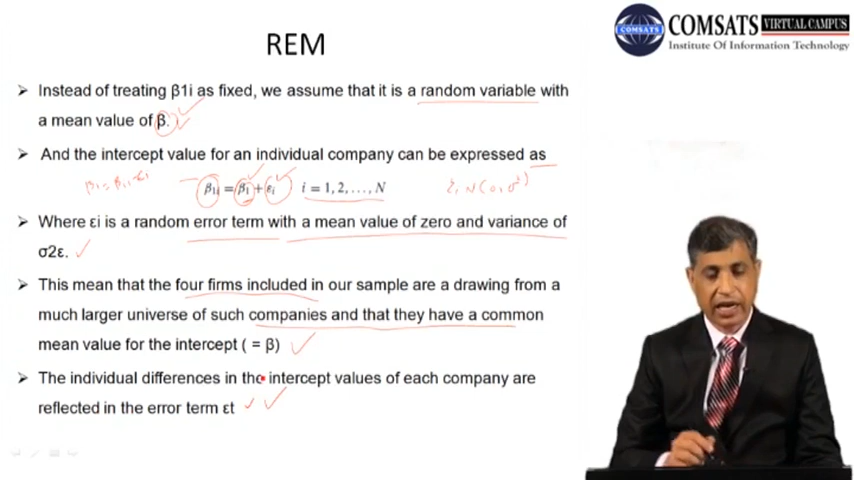 COMSATS VIRTUAL CAMPUS
Institute Of Information Technology
REM
➢ Instead of treating β1i as fixed, we assume that it is a random variable with
a mean value of β.
➢ And the intercept value for an individual company can be expressed as
β1i = β1 + εi i = 1, 2, . . . , N
➢ Where εi is a random error term with a mean value of zero and variance of
σ2ε.
➢ This mean that the four firms included in our sample are a drawing from a
much larger universe of such companies and that they have a common
mean value for the intercept ( = β)
➢ The individual differences in the intercept values of each company are
reflected in the error term εt